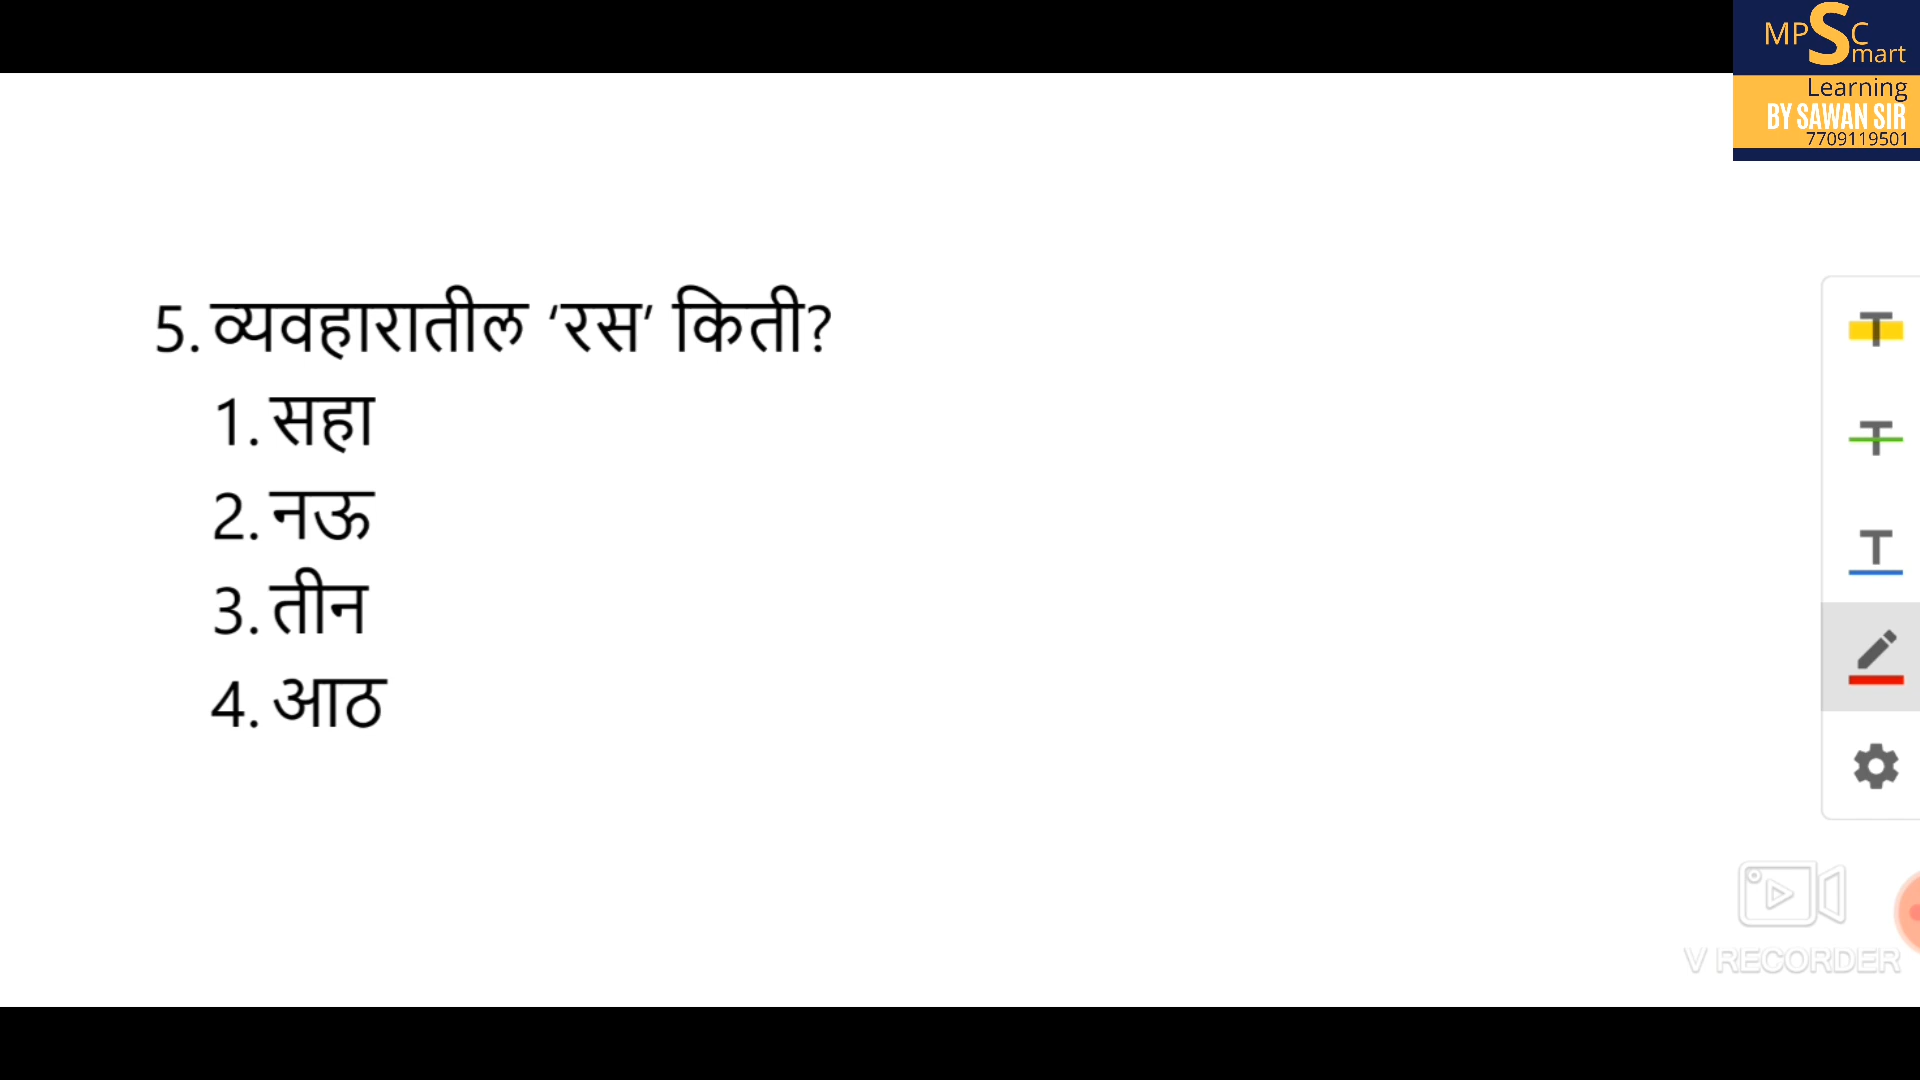 MPSC
mart
Learning
BY SAWAN SIR
7709119501
5. व्यवहारातील ‘रस’ किती?
1. सहा
2. नऊ
3. तीन
4. आठ
T
T
T
V RECORDER